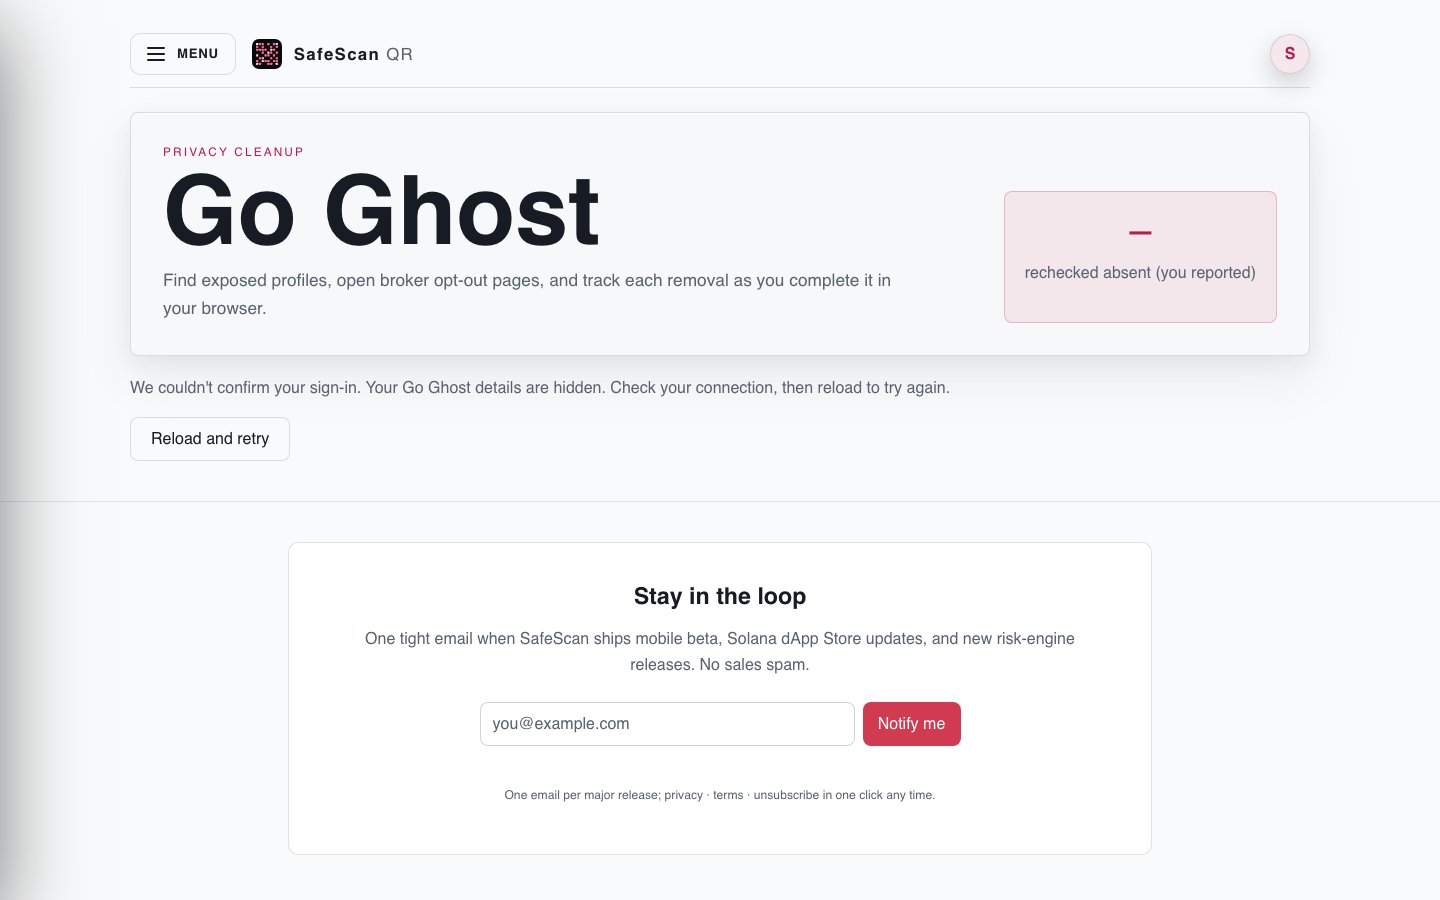 MENU
SafeScan QR
S
PRIVACY CLEANUP
Go Ghost
Find exposed profiles, open broker opt-out pages, and track each removal as you complete it in
your browser.
—
rechecked absent (you reported)
We couldn't confirm your sign-in. Your Go Ghost details are hidden. Check your connection, then reload to try again.
Reload and retry
Stay in the loop
One tight email when SafeScan ships mobile beta, Solana dApp Store updates, and new risk-engine
releases. No sales spam.
you@example.com
Notify me
One email per major release; privacy · terms · unsubscribe in one click any time.